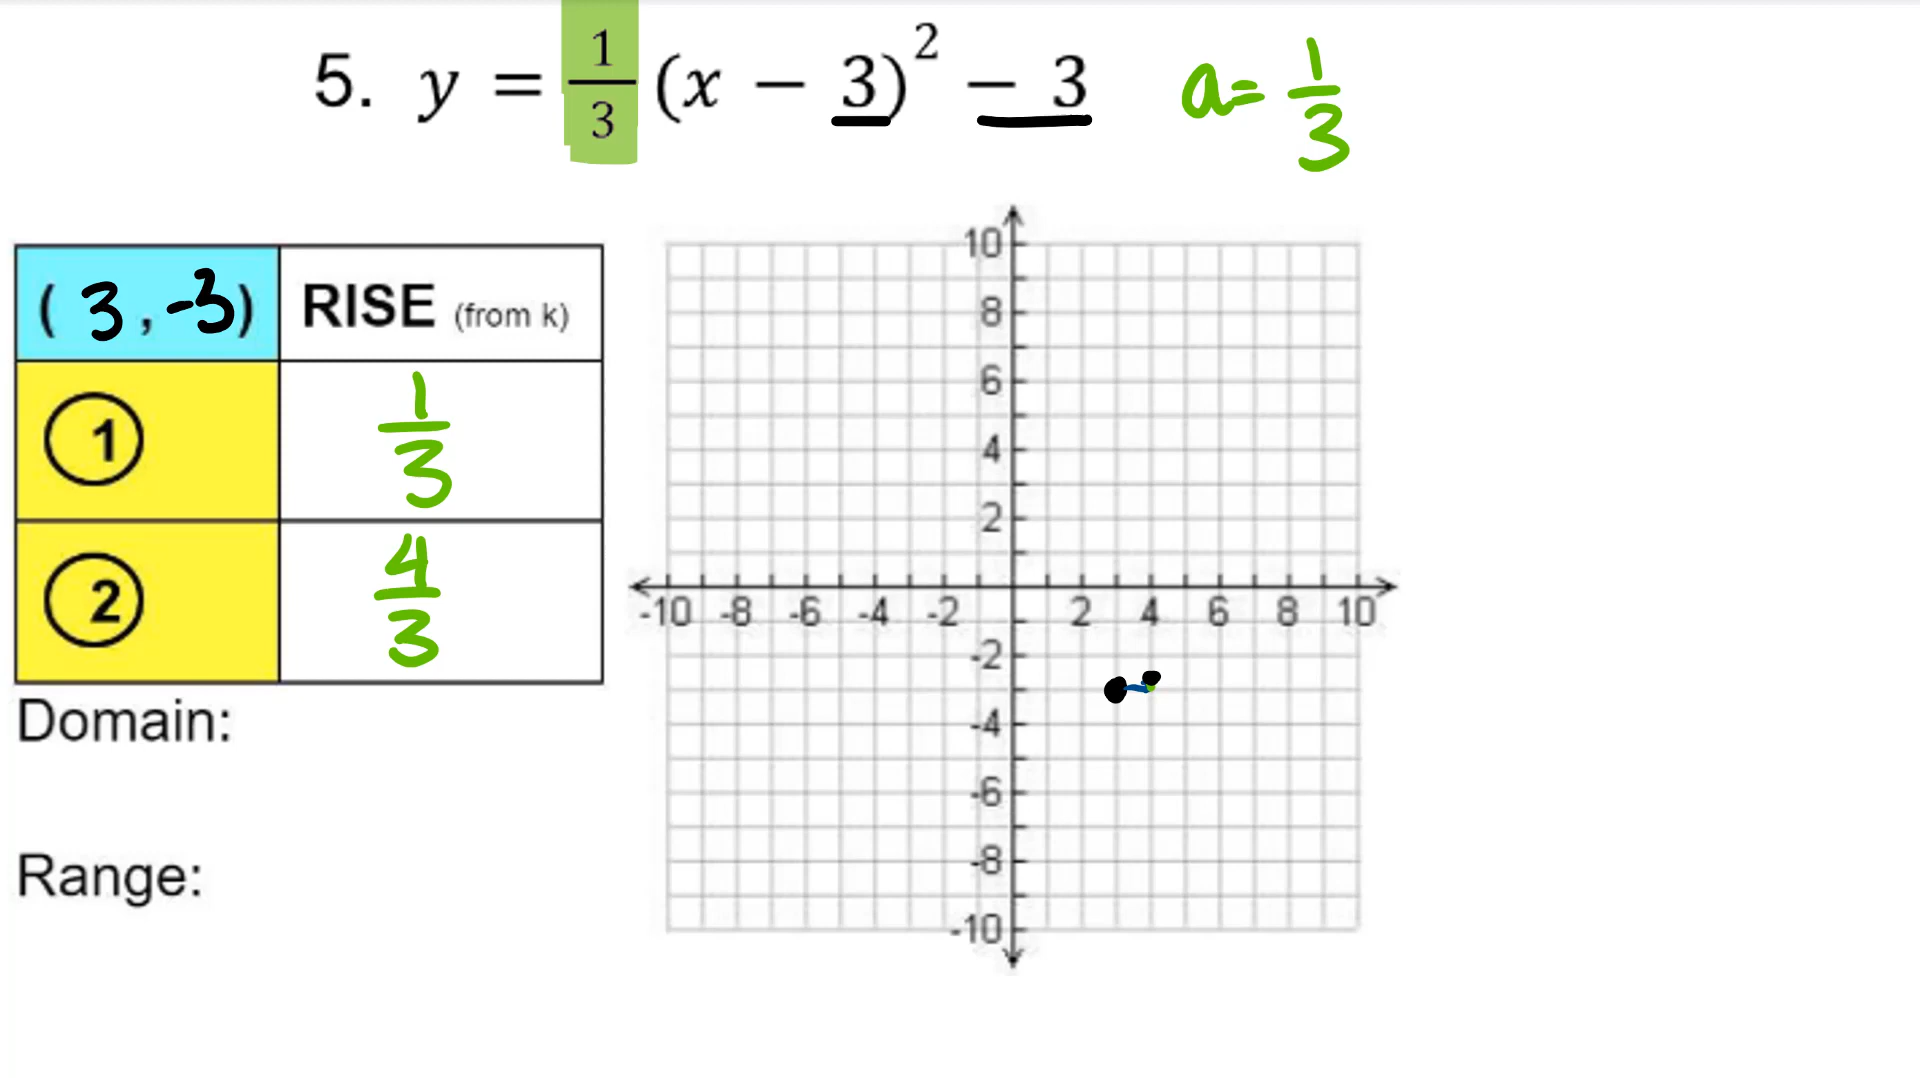 5. y = 1/3 (x − 3)² − 3 a= 1/3
( 3 , -3) RISE (from k)
1 1/3
2 4/3
Domain:
Range:
10
8
6
4
2
-10 -8 -6 -4 -2 2 4 6 8 10
-2
-4
-6
-8
-10